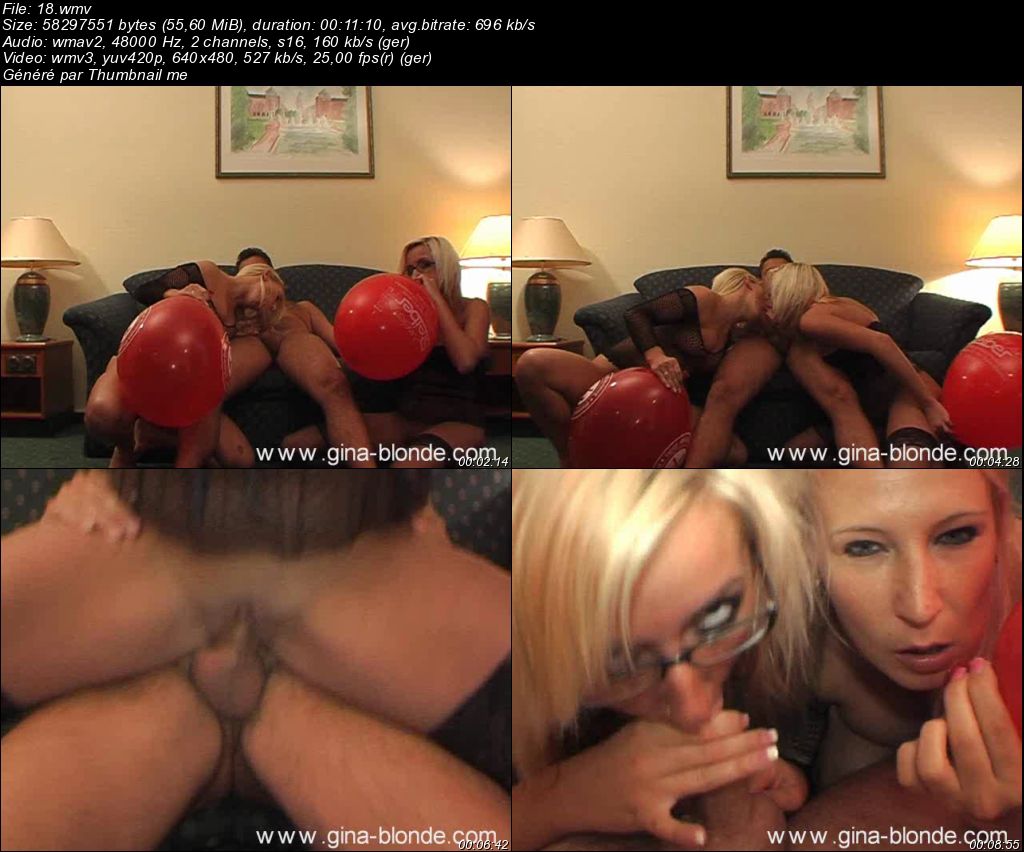 File: 18.wmv
Size: 58297551 bytes (55,60 MiB), duration: 00:11:10, avg.bitrate: 696 kb/s
Audio: wmav2, 48000 Hz, 2 channels, s16, 160 kb/s (ger)
Video: wmv3, yuv420p, 640x480, 527 kb/s, 25,00 fps(r) (ger)
Généré par Thumbnail me
www.gina-blonde.com
00:02:14
www.gina-blonde.com
00:04:28
www.gina-blonde.com
00:06:42
www.gina-blonde.com
00:08:55